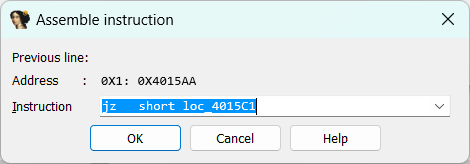 Assemble instruction
Previous line:
Address : 0X1: 0X4015AA
Instruction jz short loc_4015C1
OK Cancel Help